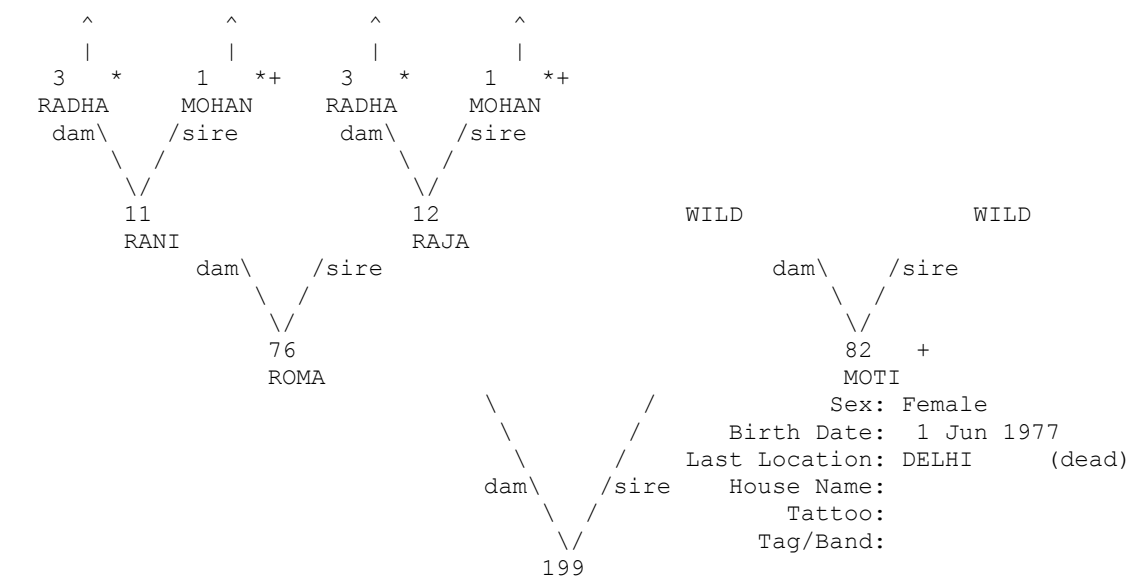 ^ ^ ^ ^
| | | |
3 * 1 *+ 3 * 1 *+
RADHA MOHAN RADHA MOHAN
dam\ /sire dam\ /sire
\ / \ /
\/ \/
11 12 WILD WILD
RANI RAJA
dam\ /sire dam\ /sire
\ / \ /
\/ \/
76 82 +
ROMA MOTI
\ / Sex: Female
\ / Birth Date: 1 Jun 1977
\ / Last Location: DELHI (dead)
dam\ /sire House Name:
\ / Tattoo:
\/ Tag/Band:
199